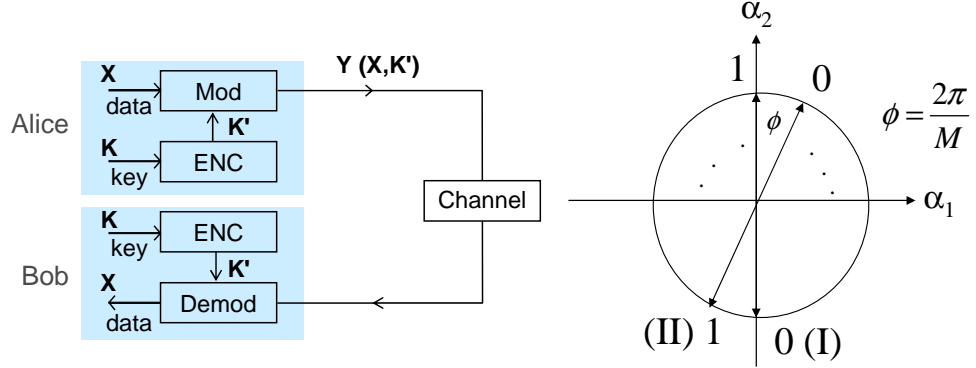 Alice
X
data
Mod
K'
K
key
ENC
Y (X,K')
Channel
Bob
K
key
ENC
K'
X
data
Demod
α₂
1
0
ϕ
ϕ = 2π/M
α₁
(II) 1
0 (I)